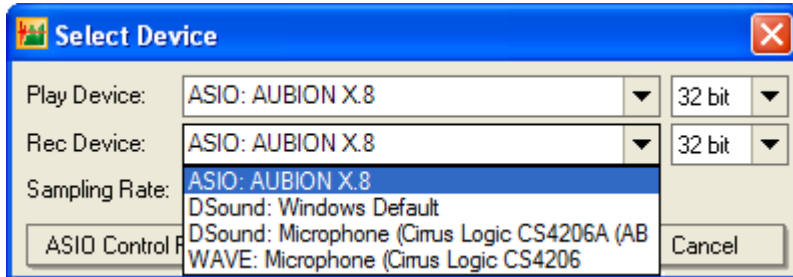 Select Device
Play Device: ASIO: AUBION X.8 32 bit
Rec Device: ASIO: AUBION X.8 32 bit
Sampling Rate: ASIO: AUBION X.8
DSound: Windows Default
DSound: Microphone (Cirrus Logic CS4206A (AB
ASIO Control WAVE: Microphone (Cirrus Logic CS4206 Cancel